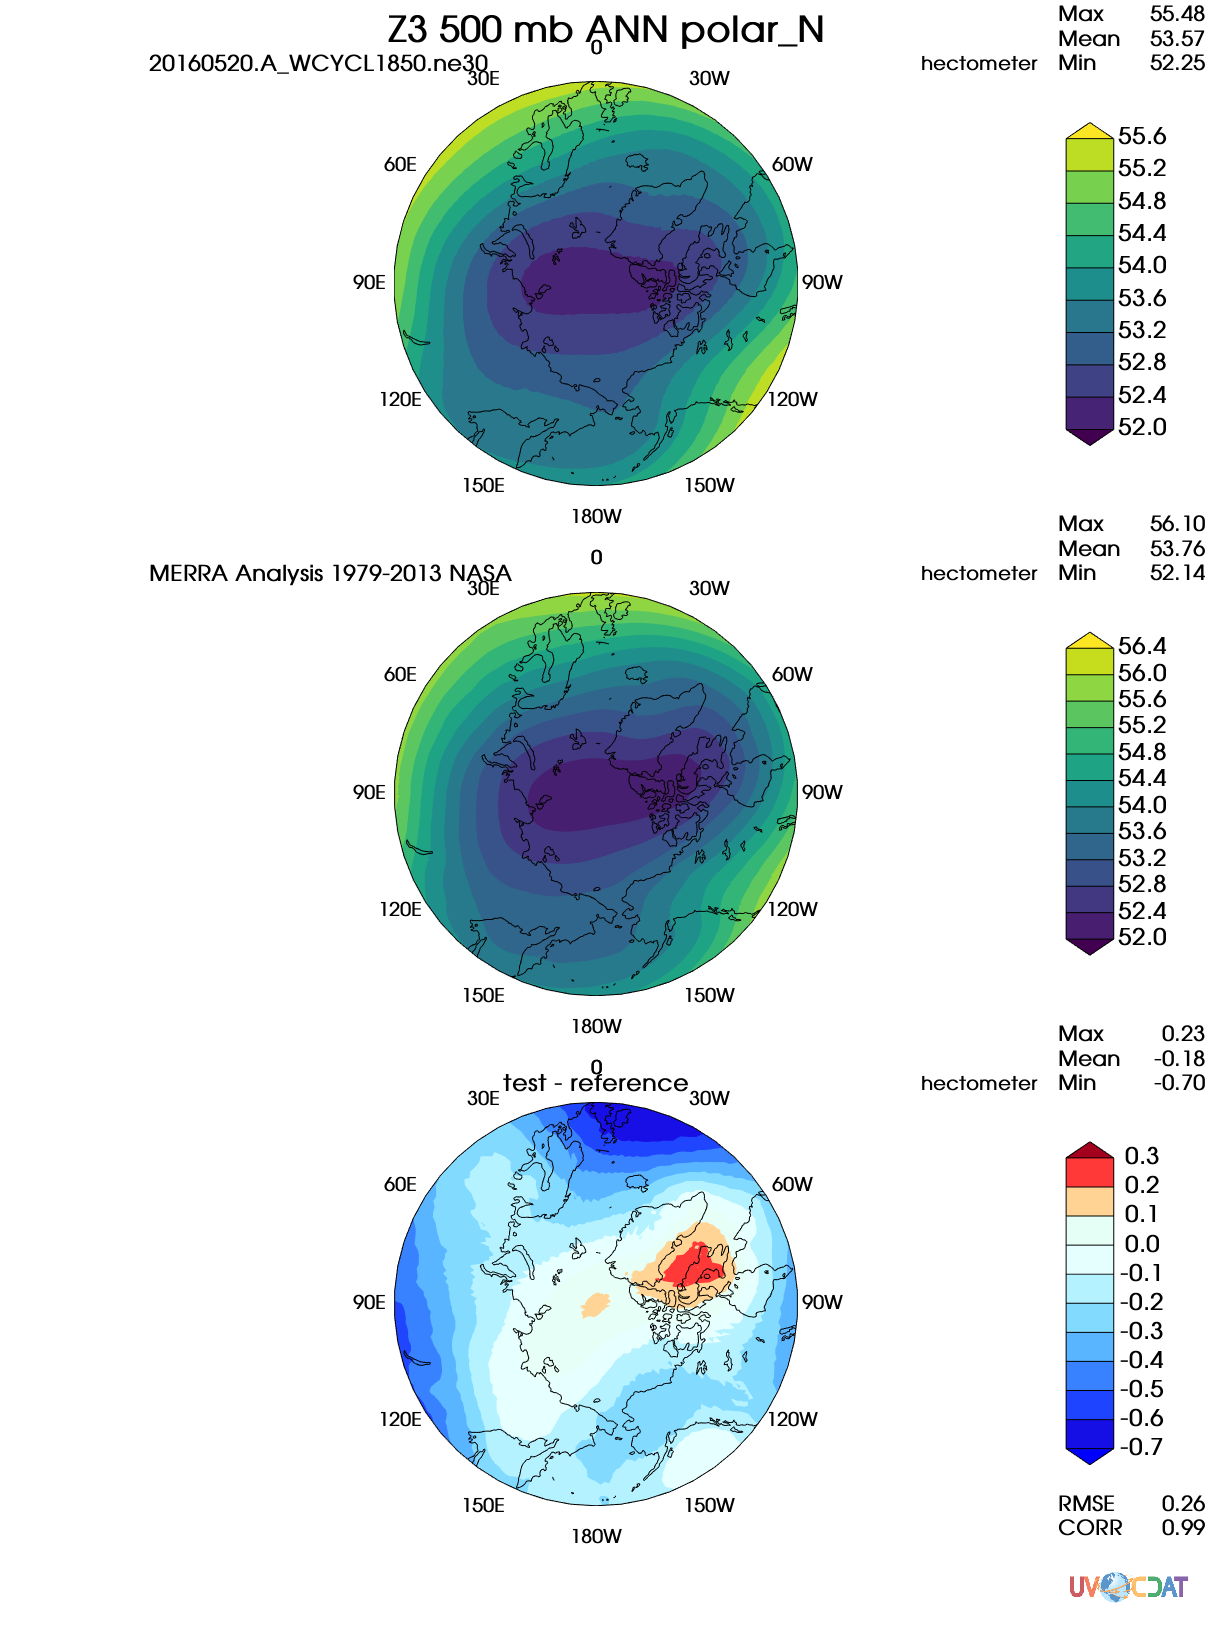 Z3 500 mb ANN polar_N
Max 55.48
Mean 53.57
Min 52.25
20160520.A_WCYCL1850.ne30
hectometer
0
30E
30W
60E
60W
90E
90W
120E
120W
150E
150W
180W
55.6
55.2
54.8
54.4
54.0
53.6
53.2
52.8
52.4
52.0
Max 56.10
Mean 53.76
Min 52.14
MERRA Analysis 1979-2013 NASA
hectometer
0
30E
30W
60E
60W
90E
90W
120E
120W
150E
150W
180W
56.4
56.0
55.6
55.2
54.8
54.4
54.0
53.6
53.2
52.8
52.4
52.0
Max 0.23
Mean -0.18
Min -0.70
test - reference
hectometer
0
30E
30W
60E
60W
90E
90W
120E
120W
150E
150W
180W
0.3
0.2
0.1
0.0
-0.1
-0.2
-0.3
-0.4
-0.5
-0.6
-0.7
RMSE 0.26
CORR 0.99
UV CDAT